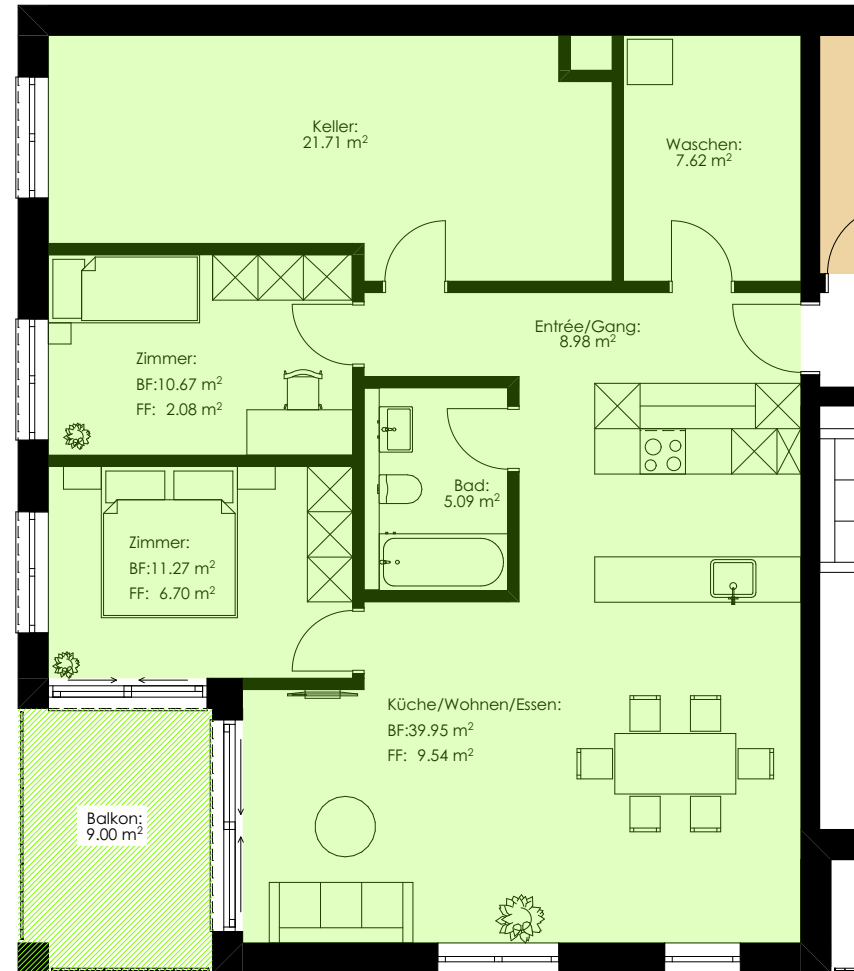 Keller:
21.71 m²
Waschen:
7.62 m²
Entrée/Gang:
8.98 m²
Zimmer:
BF:10.67 m²
FF: 2.08 m²
Bad:
5.09 m²
Zimmer:
BF:11.27 m²
FF: 6.70 m²
Küche/Wohnen/Essen:
BF:39.95 m²
FF: 9.54 m²
Balkon:
9.00 m²